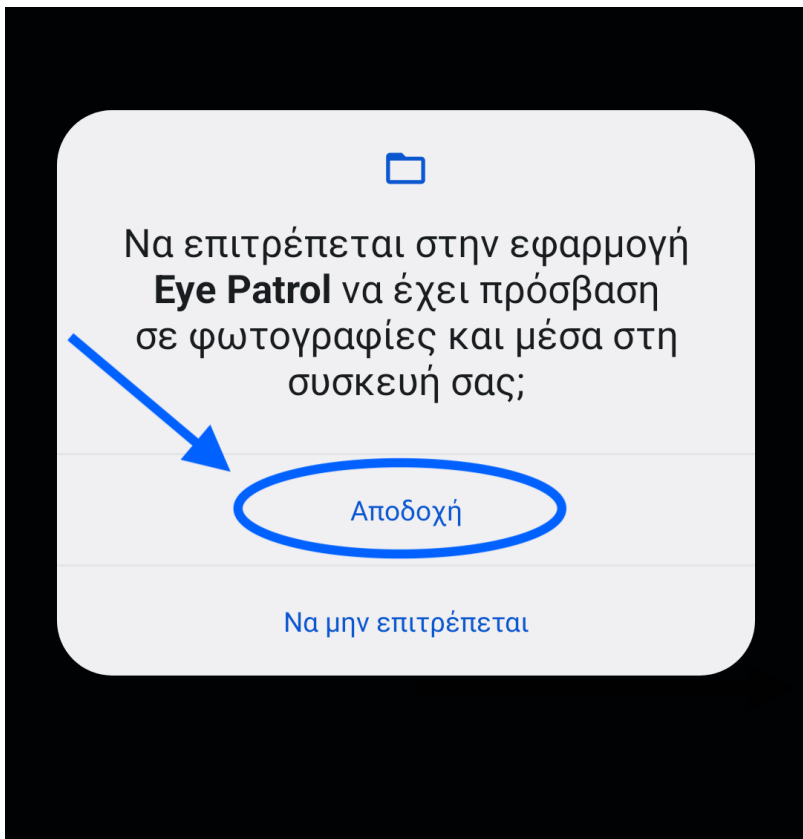 Να επιτρέπεται στην εφαρμογή
Eye Patrol να έχει πρόσβαση
σε φωτογραφίες και μέσα στη
συσκευή σας;
Αποδοχή
Να μην επιτρέπεται